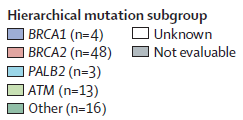 Hierarchical mutation subgroup
BRCA1 (n=4)
BRCA2 (n=48)
PALB2 (n=3)
ATM (n=13)
Other (n=16)
Unknown
Not evaluable